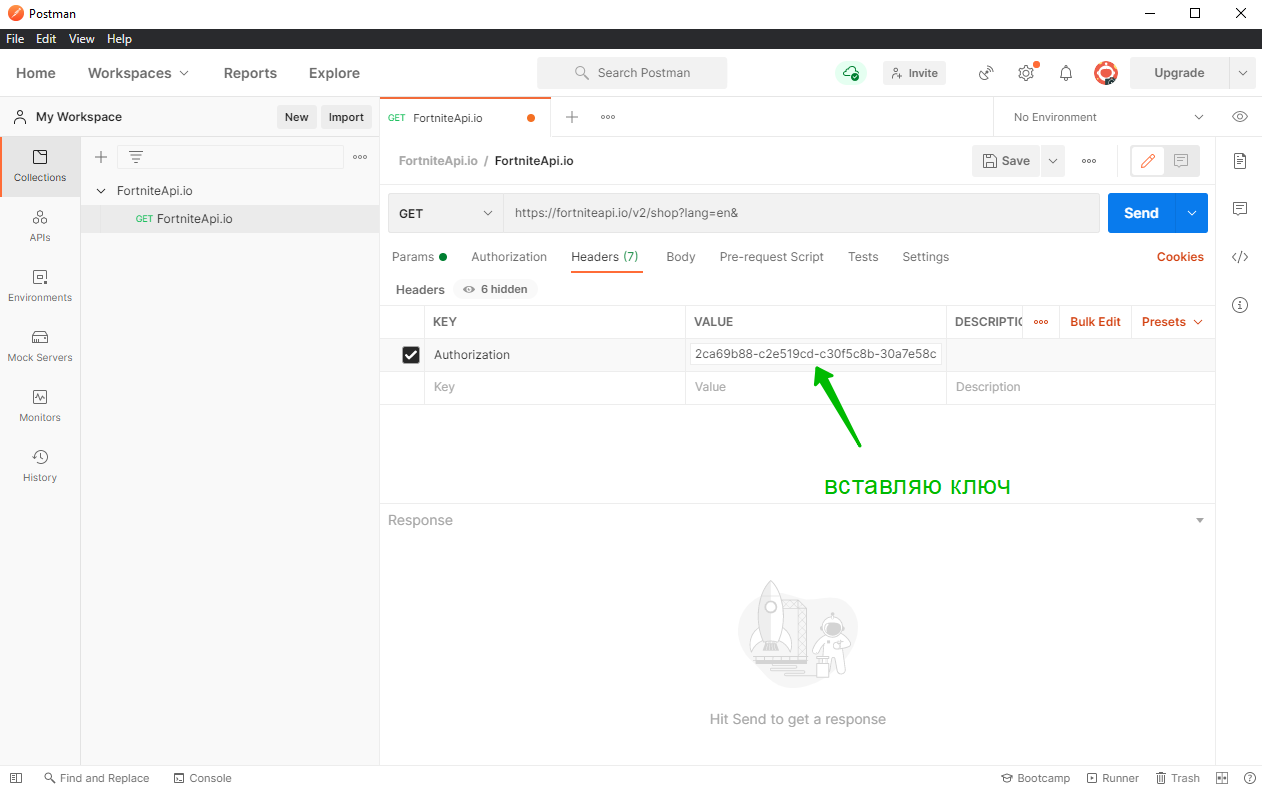 Postman
File Edit View Help
Home Workspaces Reports Explore Search Postman Invite Upgrade
My Workspace New Import GET FortniteApi.io No Environment
Collections
APIs
Environments
Mock Servers
Monitors
History
FortniteApi.io
GET FortniteApi.io
FortniteApi.io / FortniteApi.io Save
GET https://fortniteapi.io/v2/shop?lang=en& Send
Params Authorization Headers (7) Body Pre-request Script Tests Settings Cookies
Headers 6 hidden
KEY VALUE DESCRIPTIO Bulk Edit Presets
Authorization 2ca69b88-c2e519cd-c30f5c8b-30a7e58c
Key Value Description
вставляю ключ
Response
Hit Send to get a response
Find and Replace Console Bootcamp Runner Trash